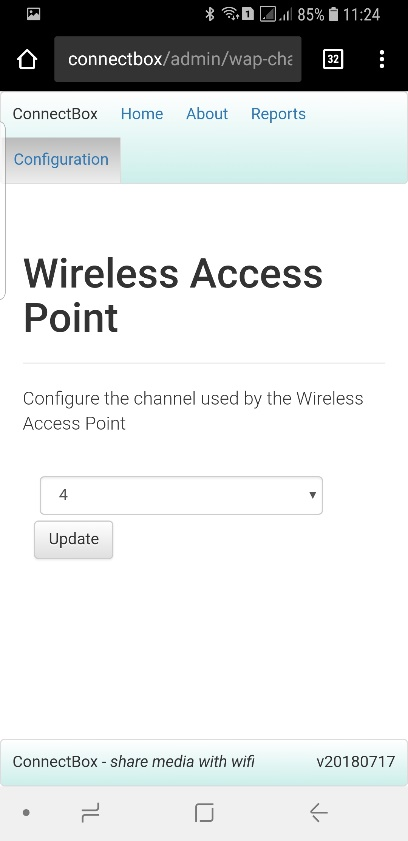 1 85% 11:24
connectbox/admin/wap-cha
32
ConnectBox Home About Reports
Configuration
Wireless Access
Point
Configure the channel used by the Wireless
Access Point
4
Update
ConnectBox - share media with wifi v20180717